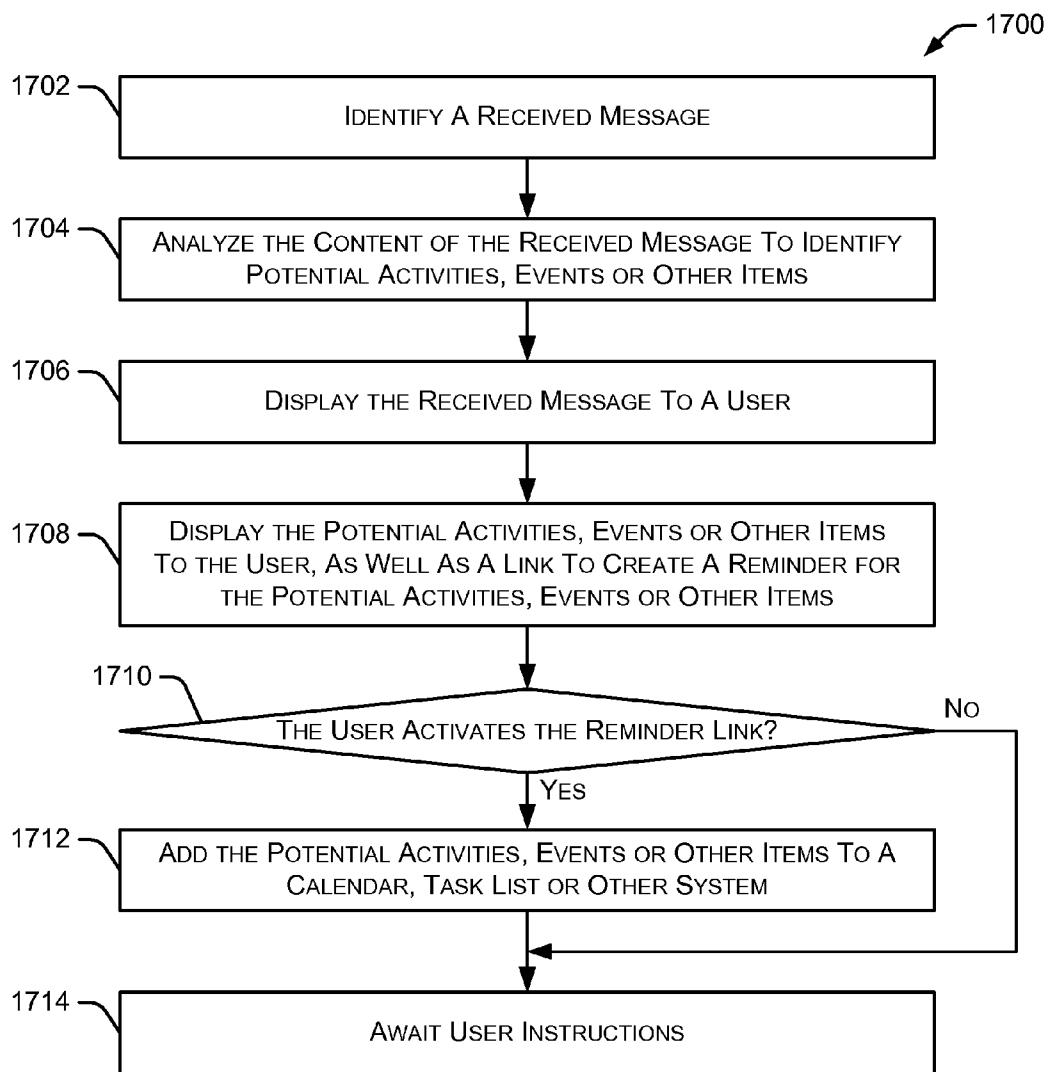 1700
1702
IDENTIFY A RECEIVED MESSAGE
1704
ANALYZE THE CONTENT OF THE RECEIVED MESSAGE TO IDENTIFY
POTENTIAL ACTIVITIES, EVENTS OR OTHER ITEMS
1706
DISPLAY THE RECEIVED MESSAGE TO A USER
1708
DISPLAY THE POTENTIAL ACTIVITIES, EVENTS OR OTHER ITEMS
TO THE USER, AS WELL AS A LINK TO CREATE A REMINDER FOR
THE POTENTIAL ACTIVITIES, EVENTS OR OTHER ITEMS
1710
THE USER ACTIVATES THE REMINDER LINK?
NO
YES
1712
ADD THE POTENTIAL ACTIVITIES, EVENTS OR OTHER ITEMS TO A
CALENDAR, TASK LIST OR OTHER SYSTEM
1714
AWAIT USER INSTRUCTIONS